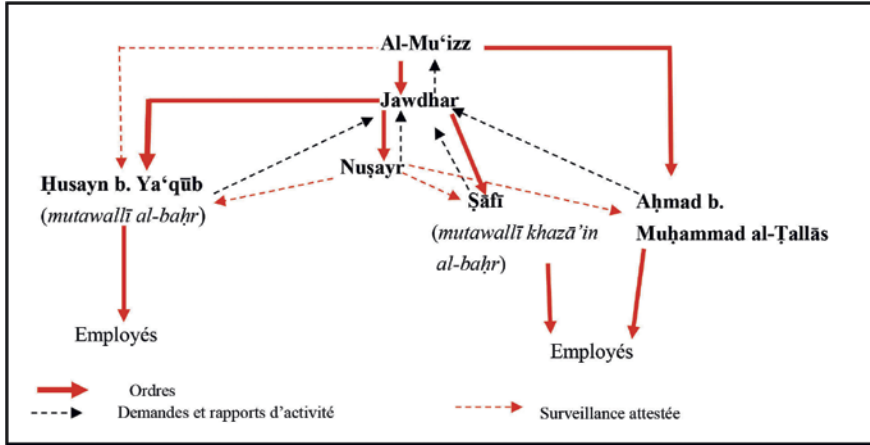 Al-Mu‘izz
Jawdhar
Nuṣayr
Ḥusayn b. Ya‘qūb
(mutawallī al-baḥr)
Ṣāfī
(mutawallī khazā’in
al-baḥr)
Aḥmad b.
Muḥammad al-Ṭallās
Employés
Employés
Ordres
Demandes et rapports d’activité
Surveillance attestée